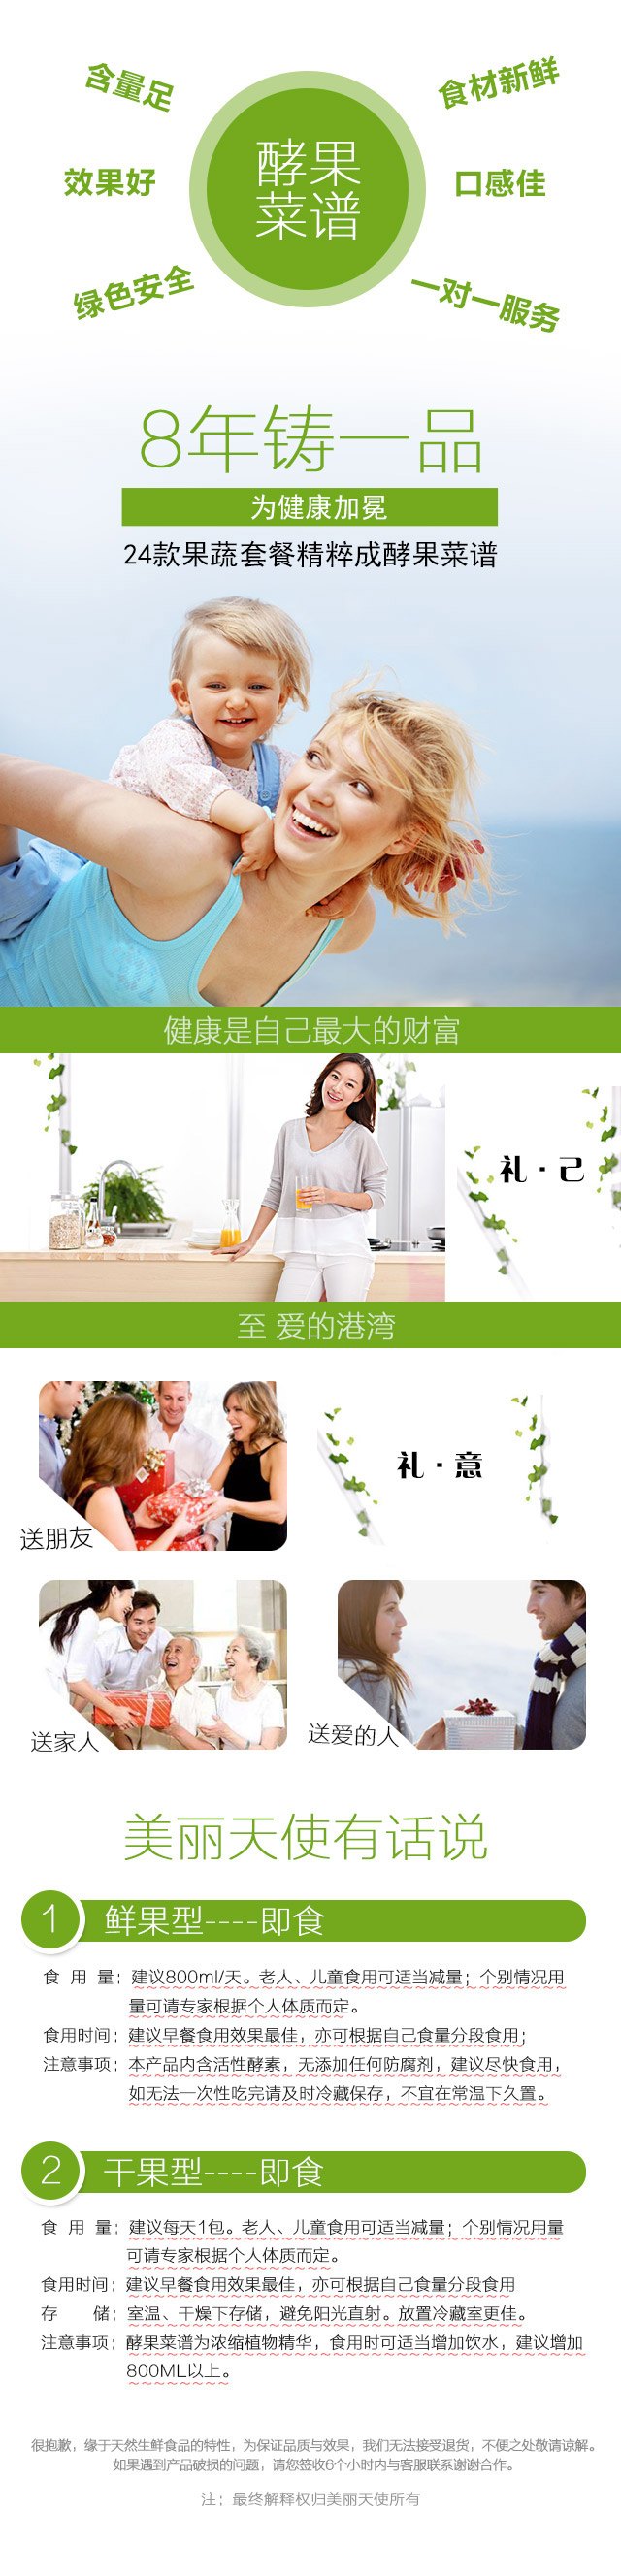 含量足
食材新鲜
效果好
酵果
菜谱
口感佳
绿色安全
一对一服务
8年铸一品
为健康加冕
24款果蔬套餐精粹成酵果菜谱
健康是自己最大的财富
礼·己
至 爱的港湾
礼·意
送朋友
送家人
送爱的人
美丽天使有话说
1 鲜果型----即食
食 用 量：建议800ml/天。老人、儿童食用可适当减量；个别情况用
量可请专家根据个人体质而定。
食用时间：建议早餐食用效果最佳，亦可根据自己食量分段食用；
注意事项：本产品内含活性酵素，无添加任何防腐剂，建议尽快食用，
如无法一次性吃完请及时冷藏保存，不宜在常温下久置。
2 干果型----即食
食 用 量：建议每天1包。老人、儿童食用可适当减量；个别情况用量
可请专家根据个人体质而定。
食用时间：建议早餐食用效果最佳，亦可根据自己食量分段食用
存 储：室温、干燥下存储，避免阳光直射。放置冷藏室更佳。
注意事项：酵果菜谱为浓缩植物精华，食用时可适当增加饮水，建议增加
800ML以上。
很抱歉，缘于天然生鲜食品的特性，为保证品质与效果，我们无法接受退货，不便之处敬请谅解。
如果遇到产品破损的问题，请您签收6个小时内与客服联系谢谢合作。
注：最终解释权归美丽天使所有